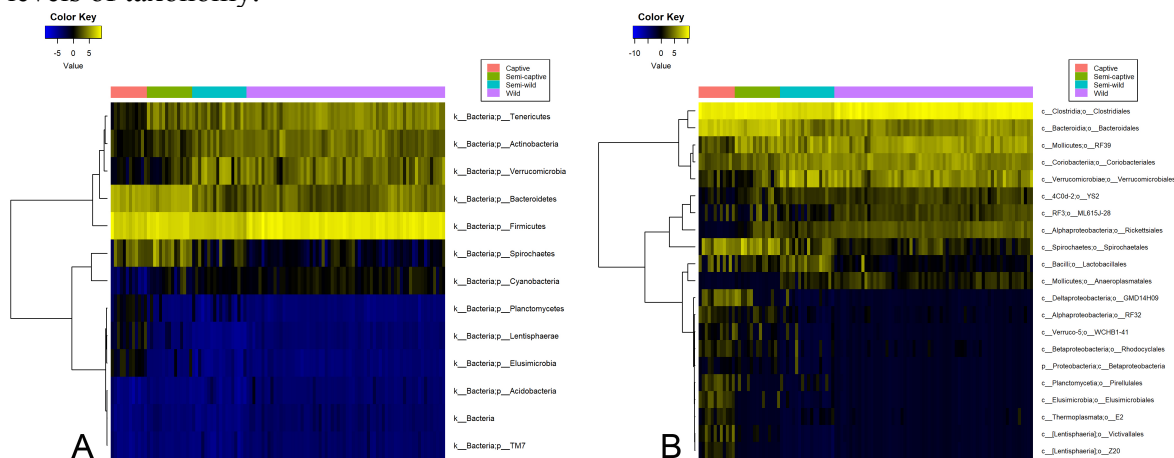 levels of taxonomy.
Color Key
-5 0 5
Value
Captive
Semi-captive
Semi-wild
Wild
k__Bacteria;p__Tenericutes
k__Bacteria;p__Actinobacteria
k__Bacteria;p__Verrucomicrobia
k__Bacteria;p__Bacteroidetes
k__Bacteria;p__Firmicutes
k__Bacteria;p__Spirochaetes
k__Bacteria;p__Cyanobacteria
k__Bacteria;p__Planctomycetes
k__Bacteria;p__Lentisphaerae
k__Bacteria;p__Elusimicrobia
k__Bacteria;p__Acidobacteria
k__Bacteria
k__Bacteria;p__TM7
A
Color Key
-10 0 5
Value
Captive
Semi-captive
Semi-wild
Wild
c__Clostridia;o__Clostridiales
c__Bacteroidia;o__Bacteroidales
c__Mollicutes;o__RF39
c__Coriobacteriia;o__Coriobacteriales
c__Verrucomicrobiae;o__Verrucomicrobiales
c__4C0d-2;o__YS2
c__RF3;o__ML615J-28
c__Alphaproteobacteria;o__Rickettsiales
c__Spirochaetes;o__Spirochaetales
c__Bacilli;o__Lactobacillales
c__Mollicutes;o__Anaeroplasmatales
c__Deltaproteobacteria;o__GMD14H09
c__Alphaproteobacteria;o__RF32
c__Verruco-5;o__WCHB1-41
c__Betaproteobacteria;o__Rhodocyclales
p__Proteobacteria;c__Betaproteobacteria
c__Planctomycetia;o__Pirellulales
c__Elusimicrobia;o__Elusimicrobiales
c__Thermoplasmata;o__E2
c__[Lentisphaeria];o__Victivallales
c__[Lentisphaeria];o__Z20
B